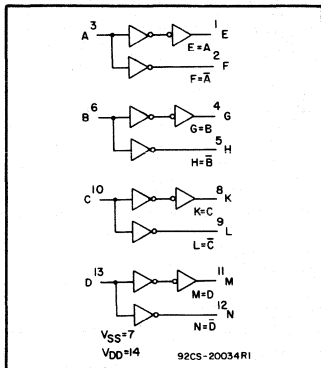 3 1
A E
E=A
2
F
F=A̅
6 4
B G
G=B
5
H
H=B̅
10 8
C K
K=C
9
L
L=C̅
13 11
D M
M=D
12
N
N=D̅
VSS=7
VDD=14
92CS-20034R1